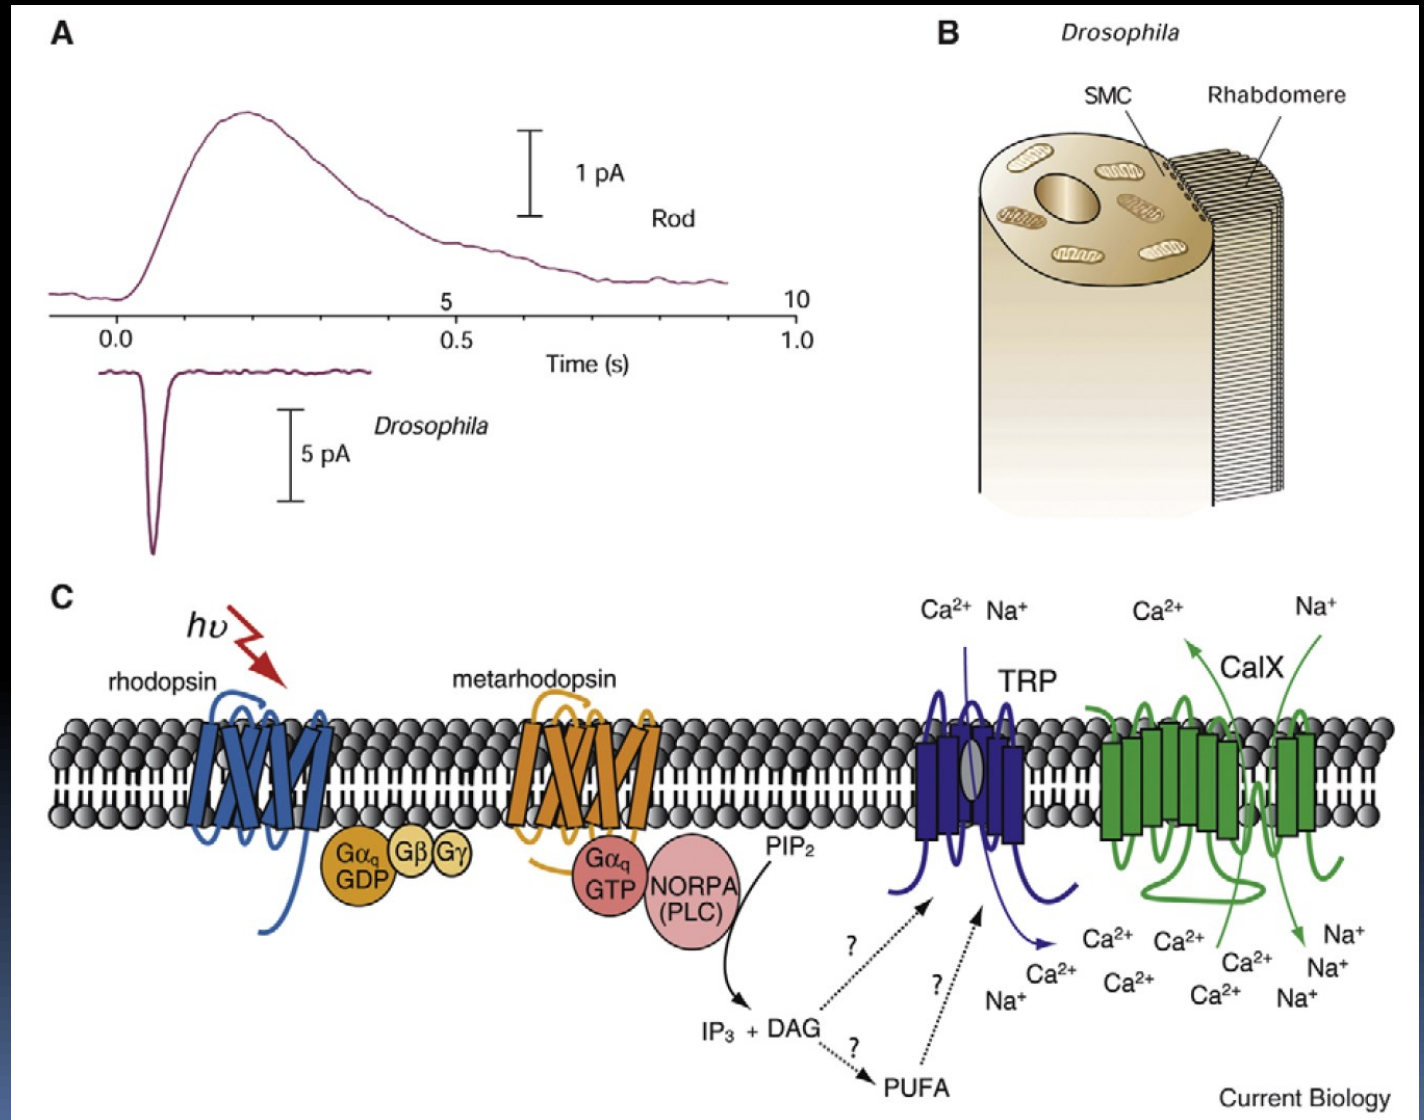 A
1 pA
Rod
5
10
0.0
0.5
1.0
Time (s)
Drosophila
5 pA
B
Drosophila
SMC
Rhabdomere
C
hυ
rhodopsin
metarhodopsin
Ca²⁺ Na⁺
Ca²⁺
Na⁺
TRP
CalX
Gαq
GDP
Gβ
Gγ
Gαq
GTP
NORPA
(PLC)
PIP₂
IP₃ + DAG
?
?
?
PUFA
Na⁺
Ca²⁺
Ca²⁺
Ca²⁺
Ca²⁺
Ca²⁺
Ca²⁺
Na⁺
Na⁺
Na⁺
Current Biology